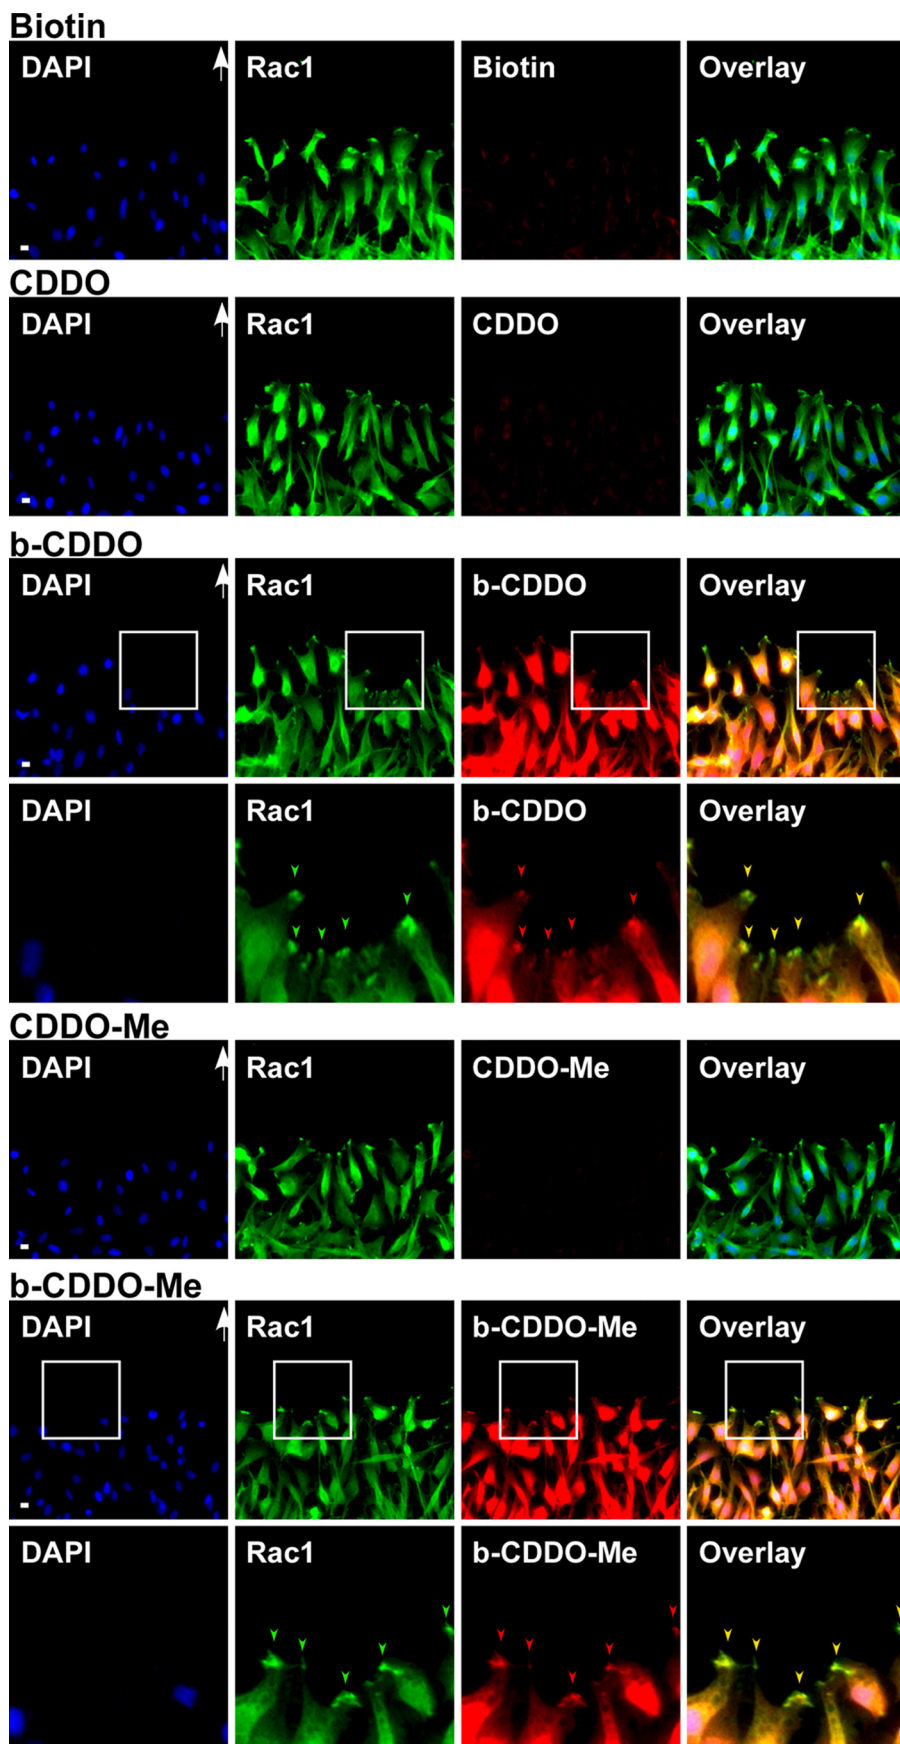 Biotin
DAPI Rac1 Biotin Overlay
CDDO
DAPI Rac1 CDDO Overlay
b-CDDO
DAPI Rac1 b-CDDO Overlay
DAPI Rac1 b-CDDO Overlay
CDDO-Me
DAPI Rac1 CDDO-Me Overlay
b-CDDO-Me
DAPI Rac1 b-CDDO-Me Overlay
DAPI Rac1 b-CDDO-Me Overlay